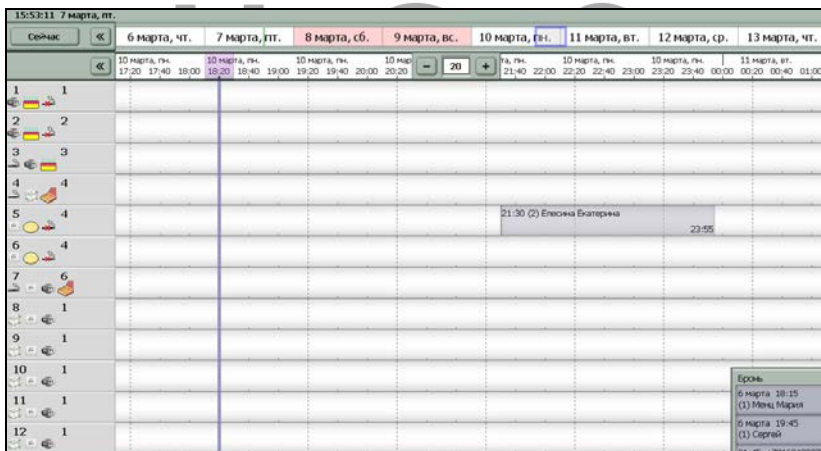 15:53:11 7 марта, пт.
Сейчас « 6 марта, чт. 7 марта, пт. 8 марта, сб. 9 марта, вс. 10 марта, пн. 11 марта, вт. 12 марта, ср. 13 марта, чт.
« 10 марта, пн. 10 марта, пн. 10 марта, пн. 10 мар - 20 + та, пн. 10 марта, пн. 10 марта, пн. 11 марта, вт.
17:20 17:40 18:00 18:20 18:40 19:00 19:20 19:40 20:00 20:20 21:40 22:00 22:20 22:40 23:00 23:20 23:40 00:00 00:20 00:40 01:00
1 1
2 2
3 3
4 4
5 4
21:30 (2) Елесина Екатерина
23:55
6 4
7 6
8 1
9 1
10 1
11 1
12 1
Бронь
6 марта 18:15
(1) Менц Мария
6 марта 19:45
(1) Сергей